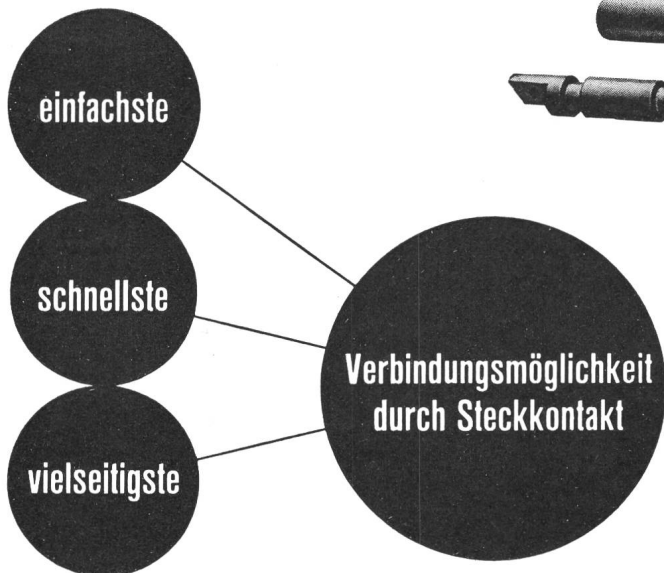 einfachste
schnellste
vielseitigste
Verbindungsmöglichkeit
durch Steckkontakt